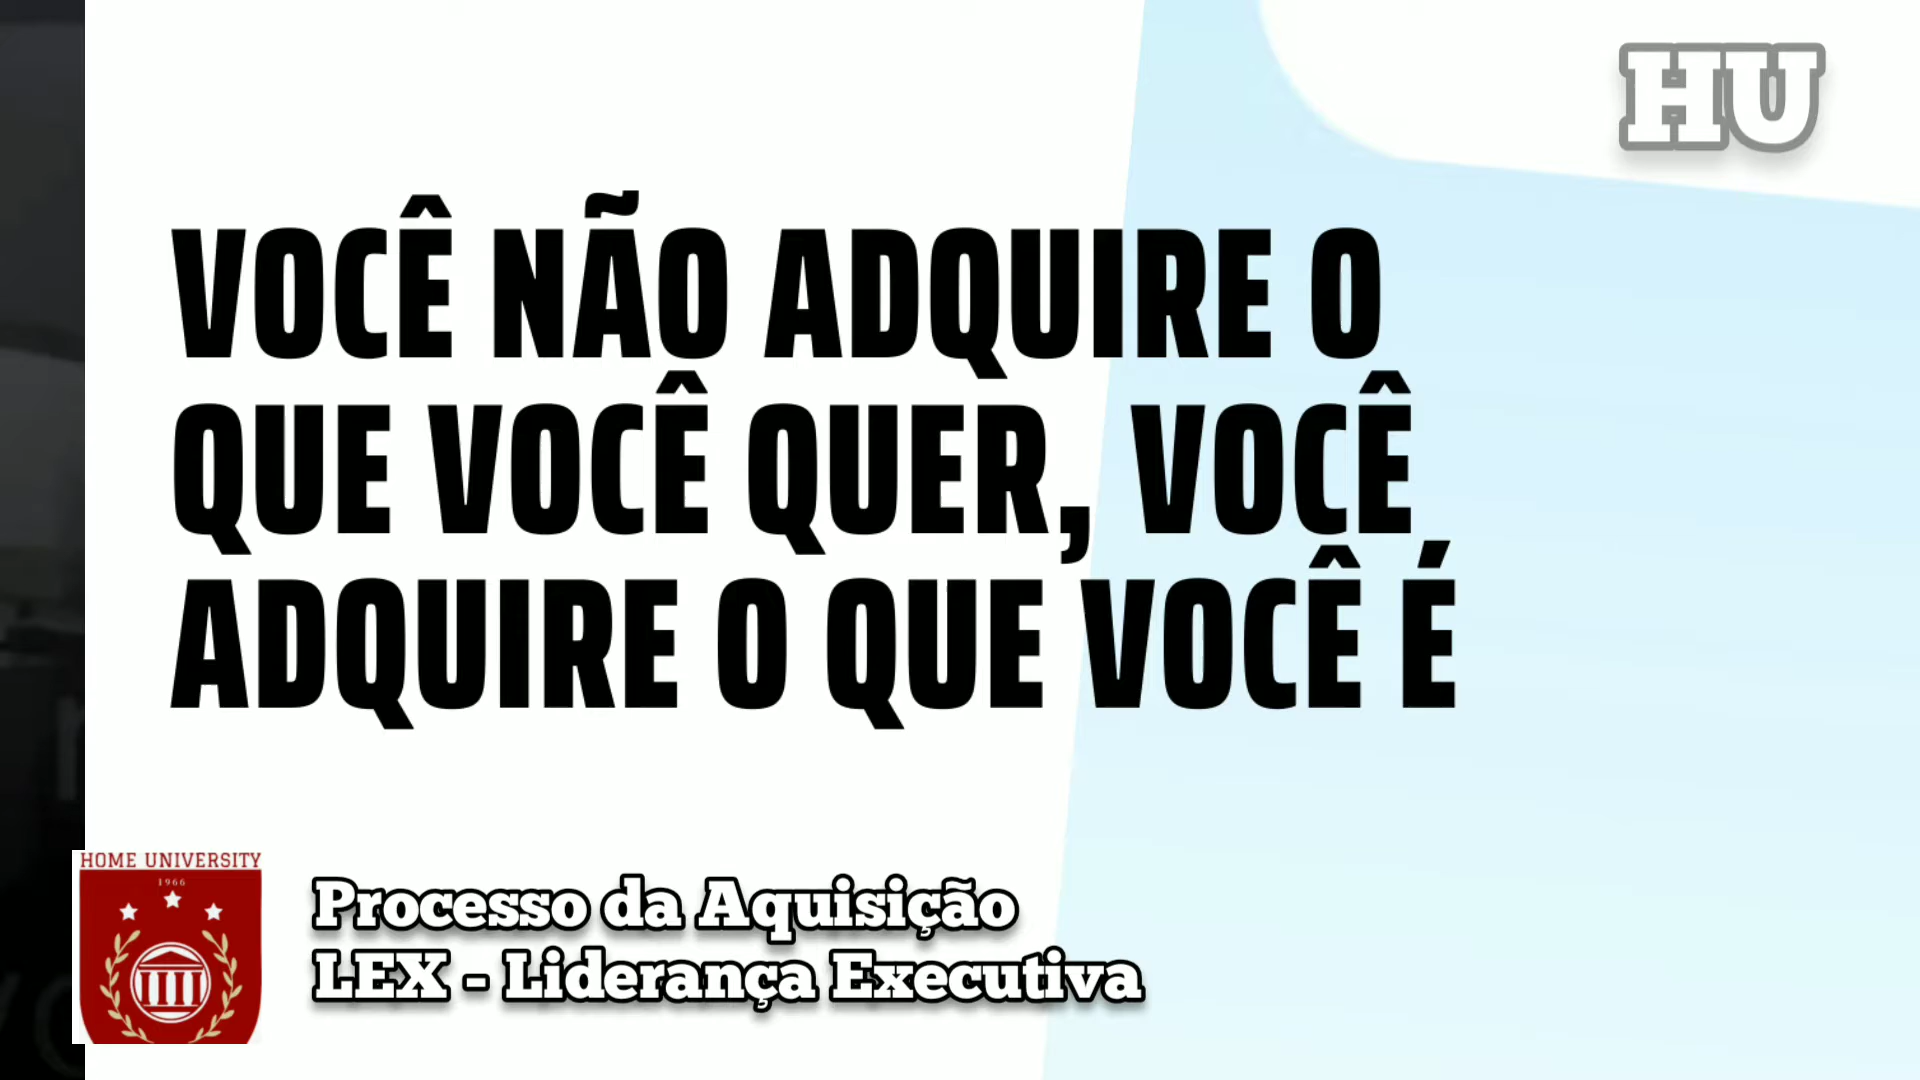 HU
VOCÊ NÃO ADQUIRE O
QUE VOCÊ QUER, VOCÊ
ADQUIRE O QUE VOCÊ É
HOME UNIVERSITY
1966
Processo da Aquisição
LEX - Liderança Executiva